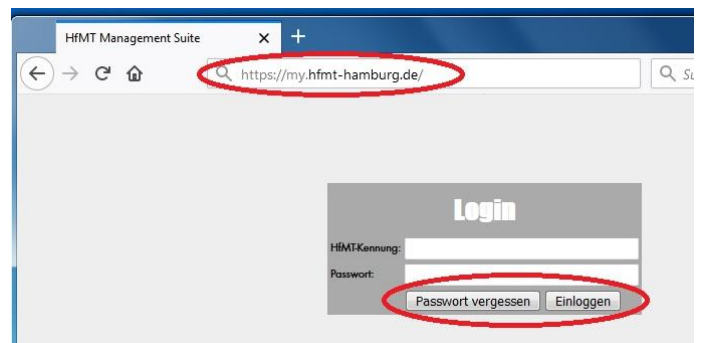 HfMT Management Suite
https://my.hfmt-hamburg.de/
Login
HfMT-Kennung:
Passwort:
Passwort vergessen Einloggen